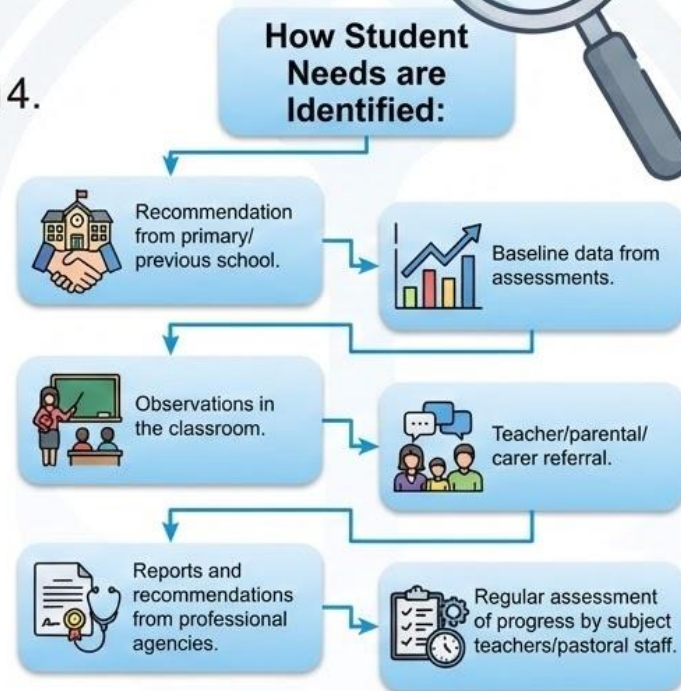 4.
How Student
Needs are
Identified:
Recommendation
from primary/
previous school.
Baseline data from
assessments.
Observations in
the classroom.
Teacher/parental/
carer referral.
Reports and
recommendations
from professional
agencies.
Regular assessment
of progress by subject
teachers/pastoral staff.